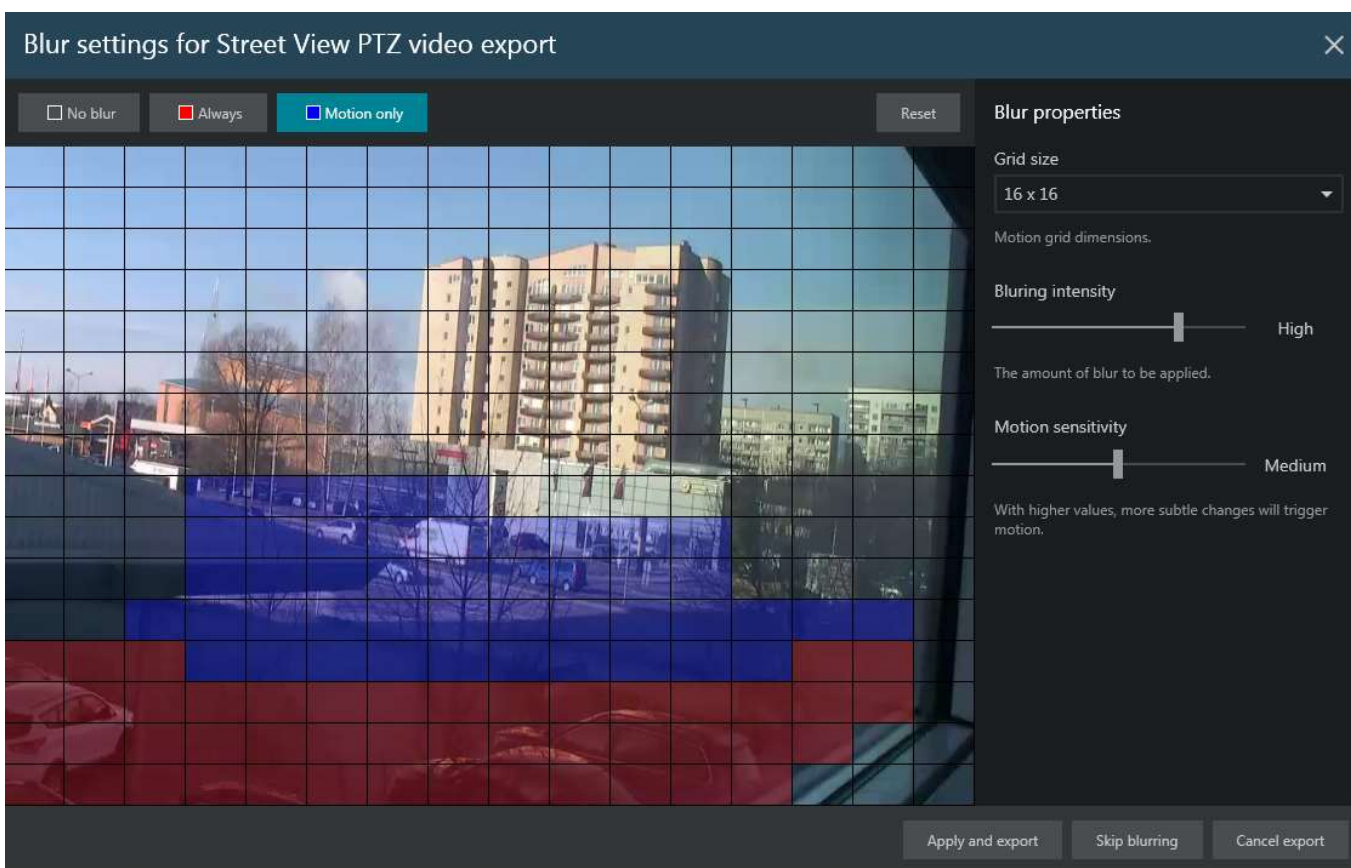 Blur settings for Street View PTZ video export
No blur
Always
Motion only
Reset
Blur properties
Grid size
16 x 16
Motion grid dimensions.
Bluring intensity
High
The amount of blur to be applied.
Motion sensitivity
Medium
With higher values, more subtle changes will trigger
motion.
Apply and export
Skip blurring
Cancel export